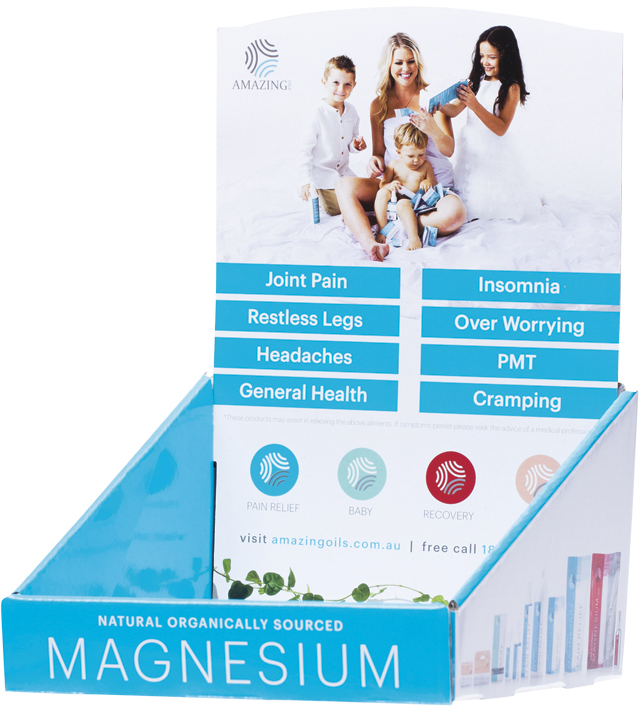 AMAZING
Joint Pain
Insomnia
Restless Legs
Over Worrying
Headaches
PMT
General Health
Cramping
*These products may assist in relieving the above ailments. If symptoms persist please seek the advice of a medical
PAIN RELIEF
BABY
RECOVERY
visit amazingoils.com.au | free call 18
NATURAL ORGANICALLY SOURCED
MAGNESIUM